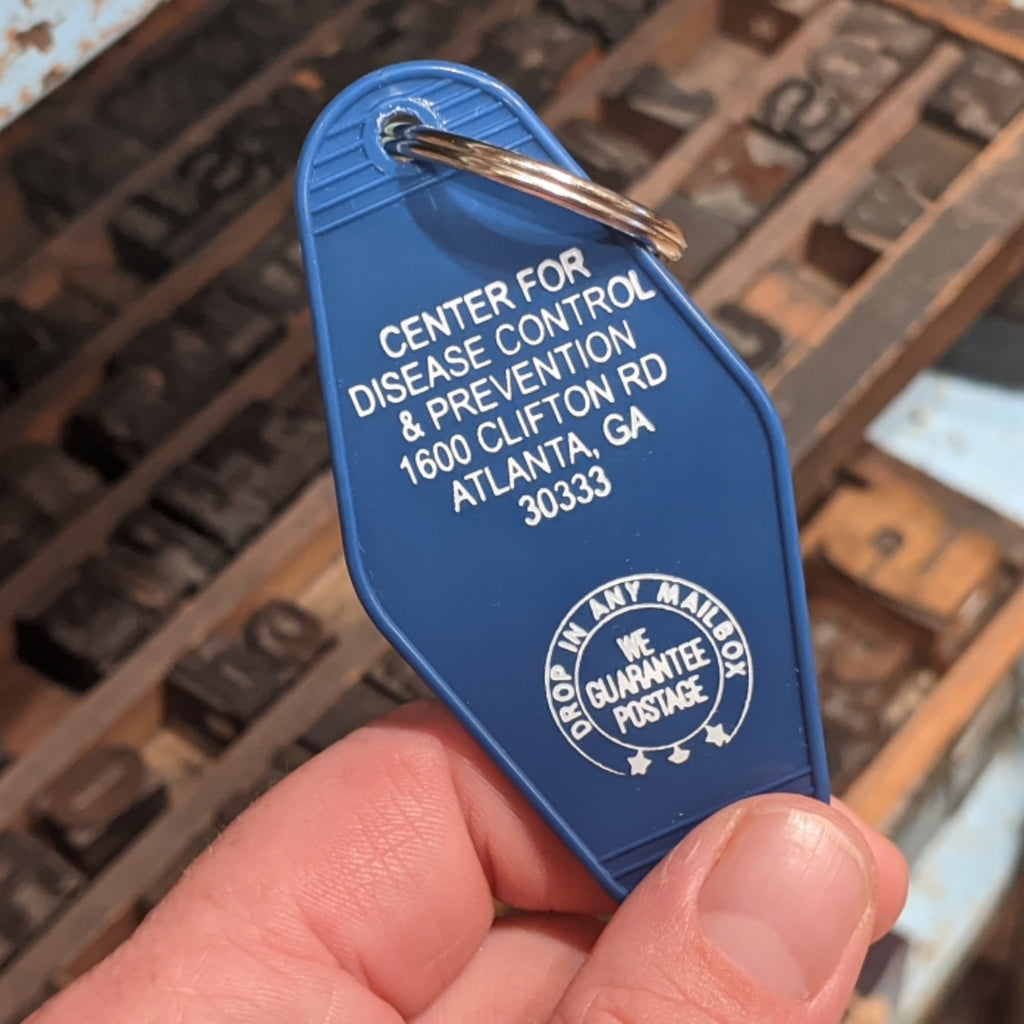 CENTER FOR
DISEASE CONTROL
& PREVENTION
1600 CLIFTON RD
ATLANTA, GA
30333
DROP IN ANY MAILBOX
WE
GUARANTEE
POSTAGE